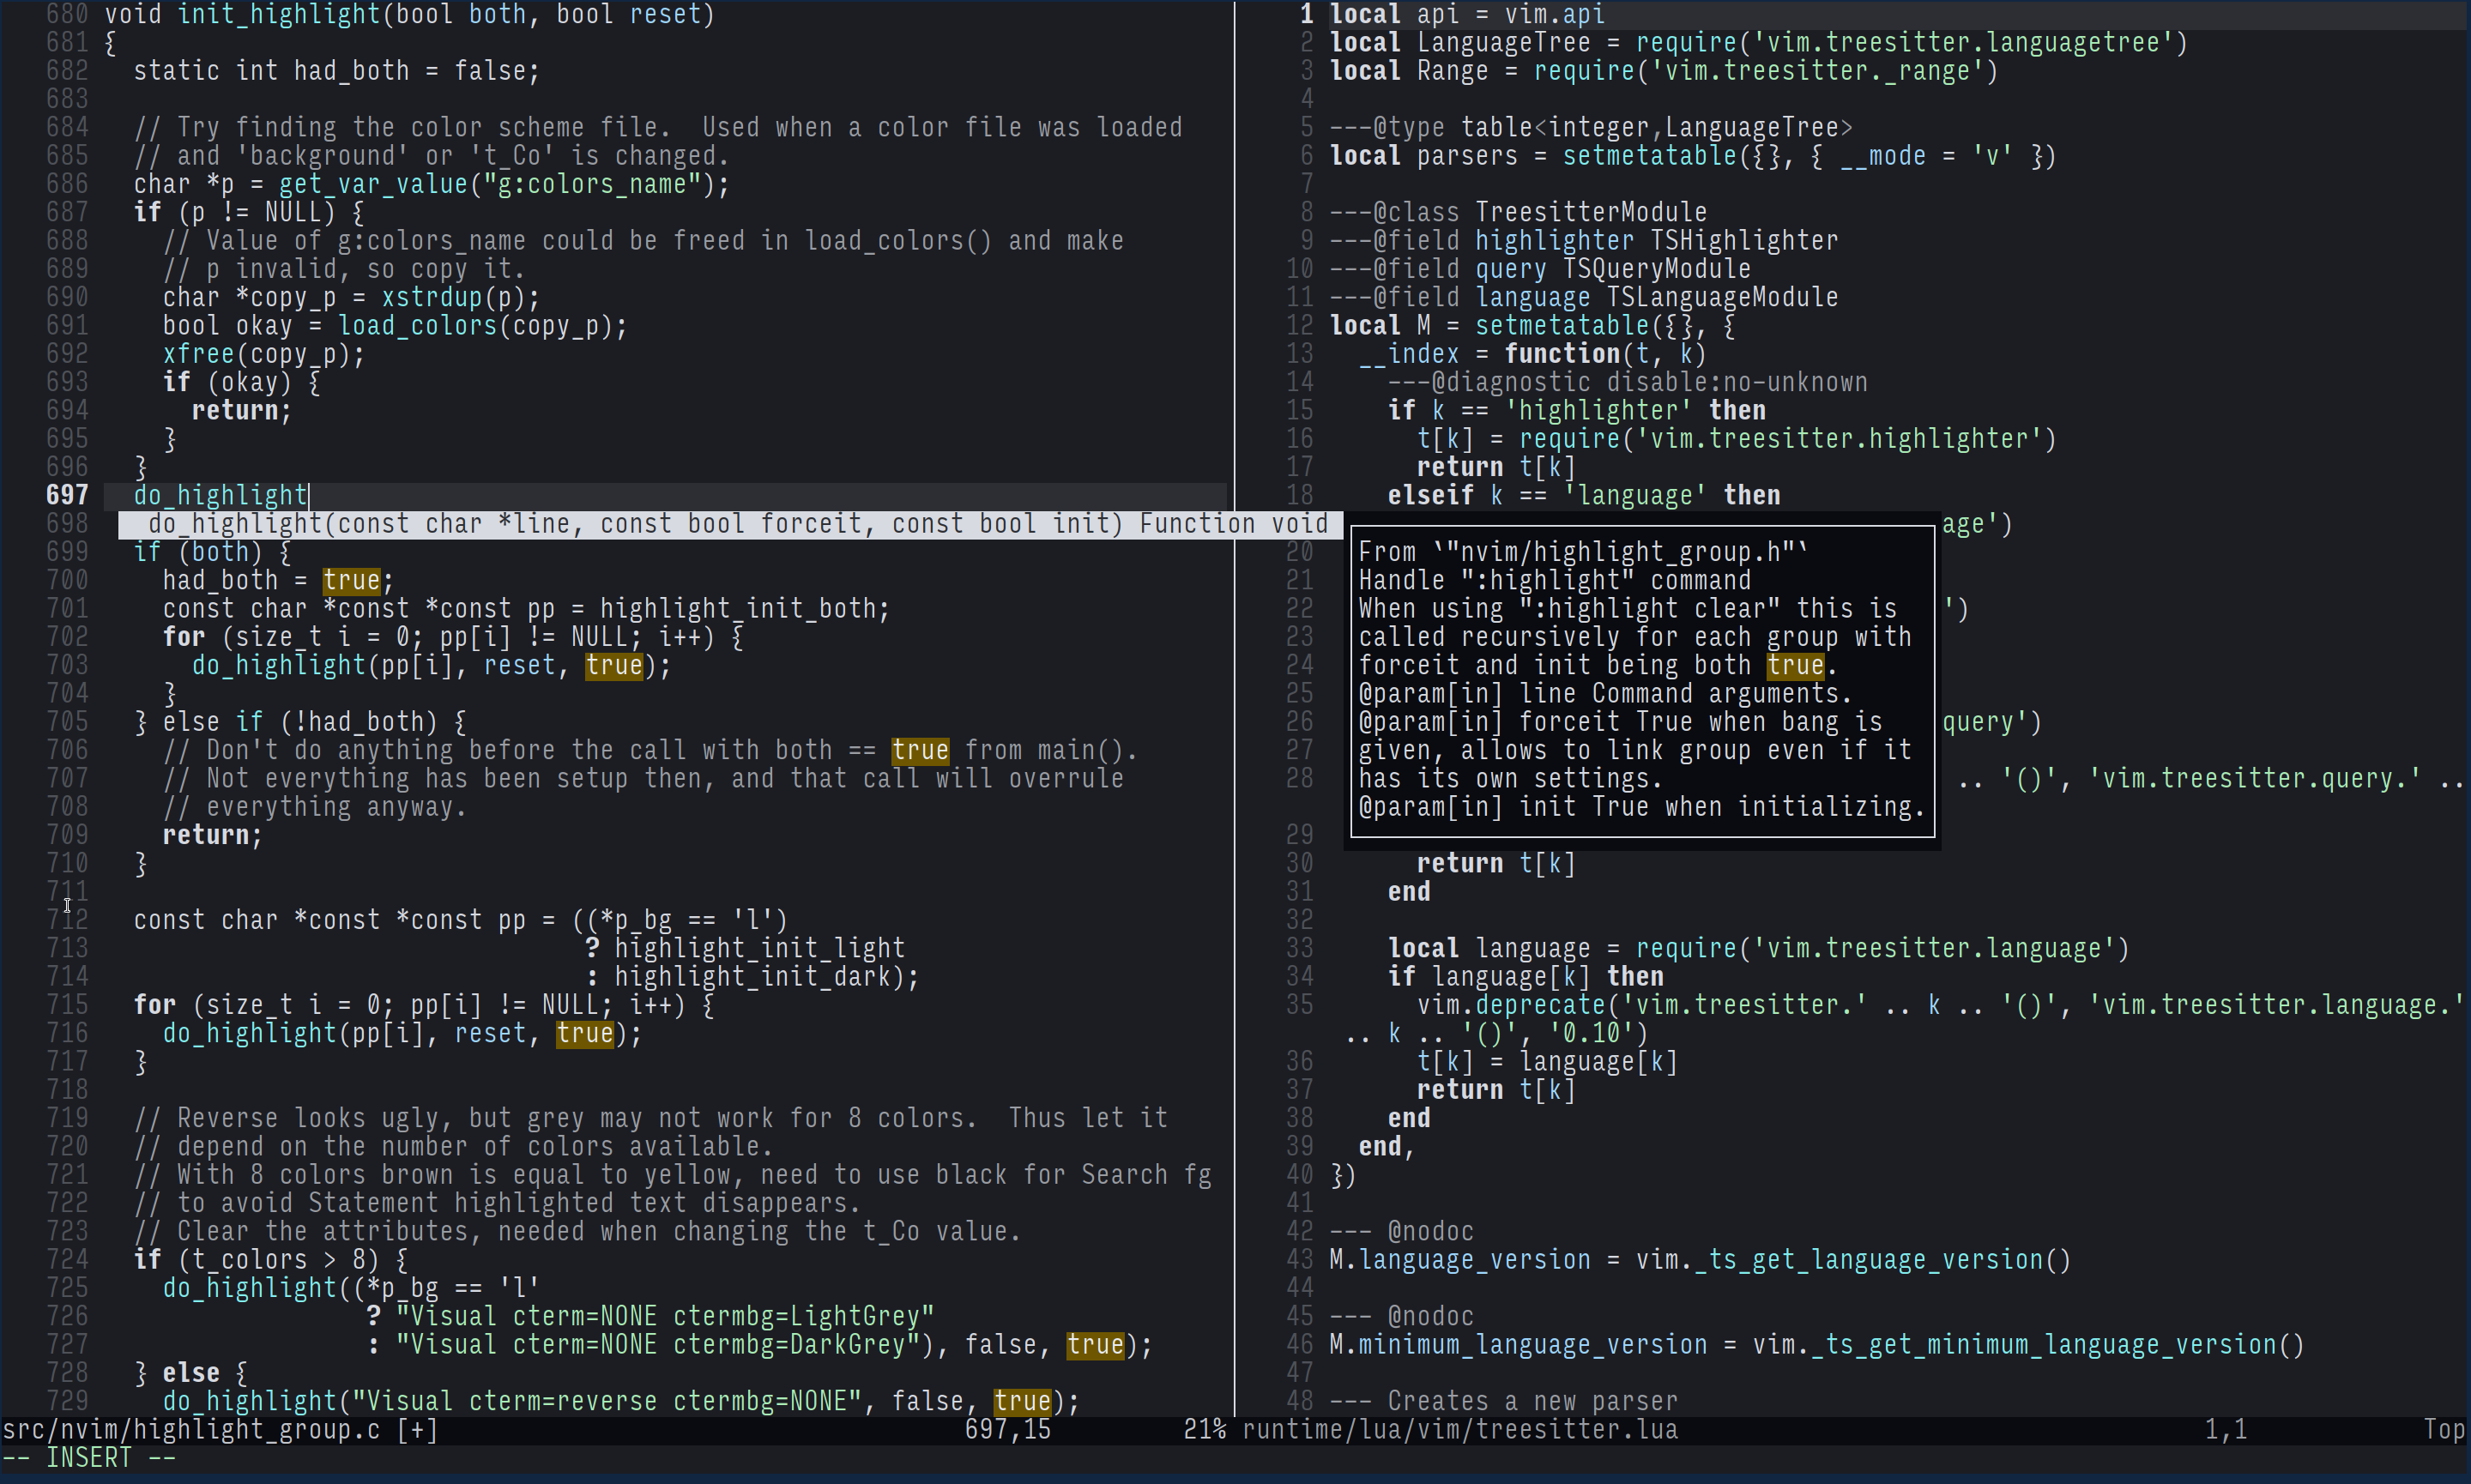 680 void init_highlight(bool both, bool reset)
681 {
682   static int had_both = false;
683
684   // Try finding the color scheme file.  Used when a color file was loaded
685   // and 'background' or 't_Co' is changed.
686   char *p = get_var_value("g:colors_name");
687   if (p != NULL) {
688     // Value of g:colors_name could be freed in load_colors() and make
689     // p invalid, so copy it.
690     char *copy_p = xstrdup(p);
691     bool okay = load_colors(copy_p);
692     xfree(copy_p);
693     if (okay) {
694       return;
695     }
696   }
697   do_highlight
698    do_highlight(const char *line, const bool forceit, const bool init) Function void
699   if (both) {
700     had_both = true;
701     const char *const *const pp = highlight_init_both;
702     for (size_t i = 0; pp[i] != NULL; i++) {
703       do_highlight(pp[i], reset, true);
704     }
705   } else if (!had_both) {
706     // Don't do anything before the call with both == true from main().
707     // Not everything has been setup then, and that call will overrule
708     // everything anyway.
709     return;
710   }
711
712   const char *const *const pp = ((*p_bg == 'l')
713                                  ? highlight_init_light
714                                  : highlight_init_dark);
715   for (size_t i = 0; pp[i] != NULL; i++) {
716     do_highlight(pp[i], reset, true);
717   }
718
719   // Reverse looks ugly, but grey may not work for 8 colors.  Thus let it
720   // depend on the number of colors available.
721   // With 8 colors brown is equal to yellow, need to use black for Search fg
722   // to avoid Statement highlighted text disappears.
723   // Clear the attributes, needed when changing the t_Co value.
724   if (t_colors > 8) {
725     do_highlight((*p_bg == 'l'
726                   ? "Visual cterm=NONE ctermbg=LightGrey"
727                   : "Visual cterm=NONE ctermbg=DarkGrey"), false, true);
728   } else {
729     do_highlight("Visual cterm=reverse ctermbg=NONE", false, true);
src/nvim/highlight_group.c [+] 697,15 21%
-- INSERT --
1 local api = vim.api
2 local LanguageTree = require('vim.treesitter.languagetree')
3 local Range = require('vim.treesitter._range')
4
5 ---@type table<integer,LanguageTree>
6 local parsers = setmetatable({}, { __mode = 'v' })
7
8 ---@class TreesitterModule
9 ---@field highlighter TSHighlighter
10 ---@field query TSQueryModule
11 ---@field language TSLanguageModule
12 local M = setmetatable({}, {
13   __index = function(t, k)
14     ---@diagnostic disable:no-unknown
15     if k == 'highlighter' then
16       t[k] = require('vim.treesitter.highlighter')
17       return t[k]
18     elseif k == 'language' then
age')
20
21
22 ')
23
24
25
26 query')
27
28 .. '()', 'vim.treesitter.query.' ..
29
30       return t[k]
31     end
32
33     local language = require('vim.treesitter.language')
34     if language[k] then
35       vim.deprecate('vim.treesitter.' .. k .. '()', 'vim.treesitter.language.'
 .. k .. '()', '0.10')
36       t[k] = language[k]
37       return t[k]
38     end
39   end,
40 })
41
42 --- @nodoc
43 M.language_version = vim._ts_get_language_version()
44
45 --- @nodoc
46 M.minimum_language_version = vim._ts_get_minimum_language_version()
47
48 --- Creates a new parser
runtime/lua/vim/treesitter.lua 1,1 Top
From `"nvim/highlight_group.h"`
Handle ":highlight" command
When using ":highlight clear" this is
called recursively for each group with
forceit and init being both true.
@param[in] line Command arguments.
@param[in] forceit True when bang is
given, allows to link group even if it
has its own settings.
@param[in] init True when initializing.